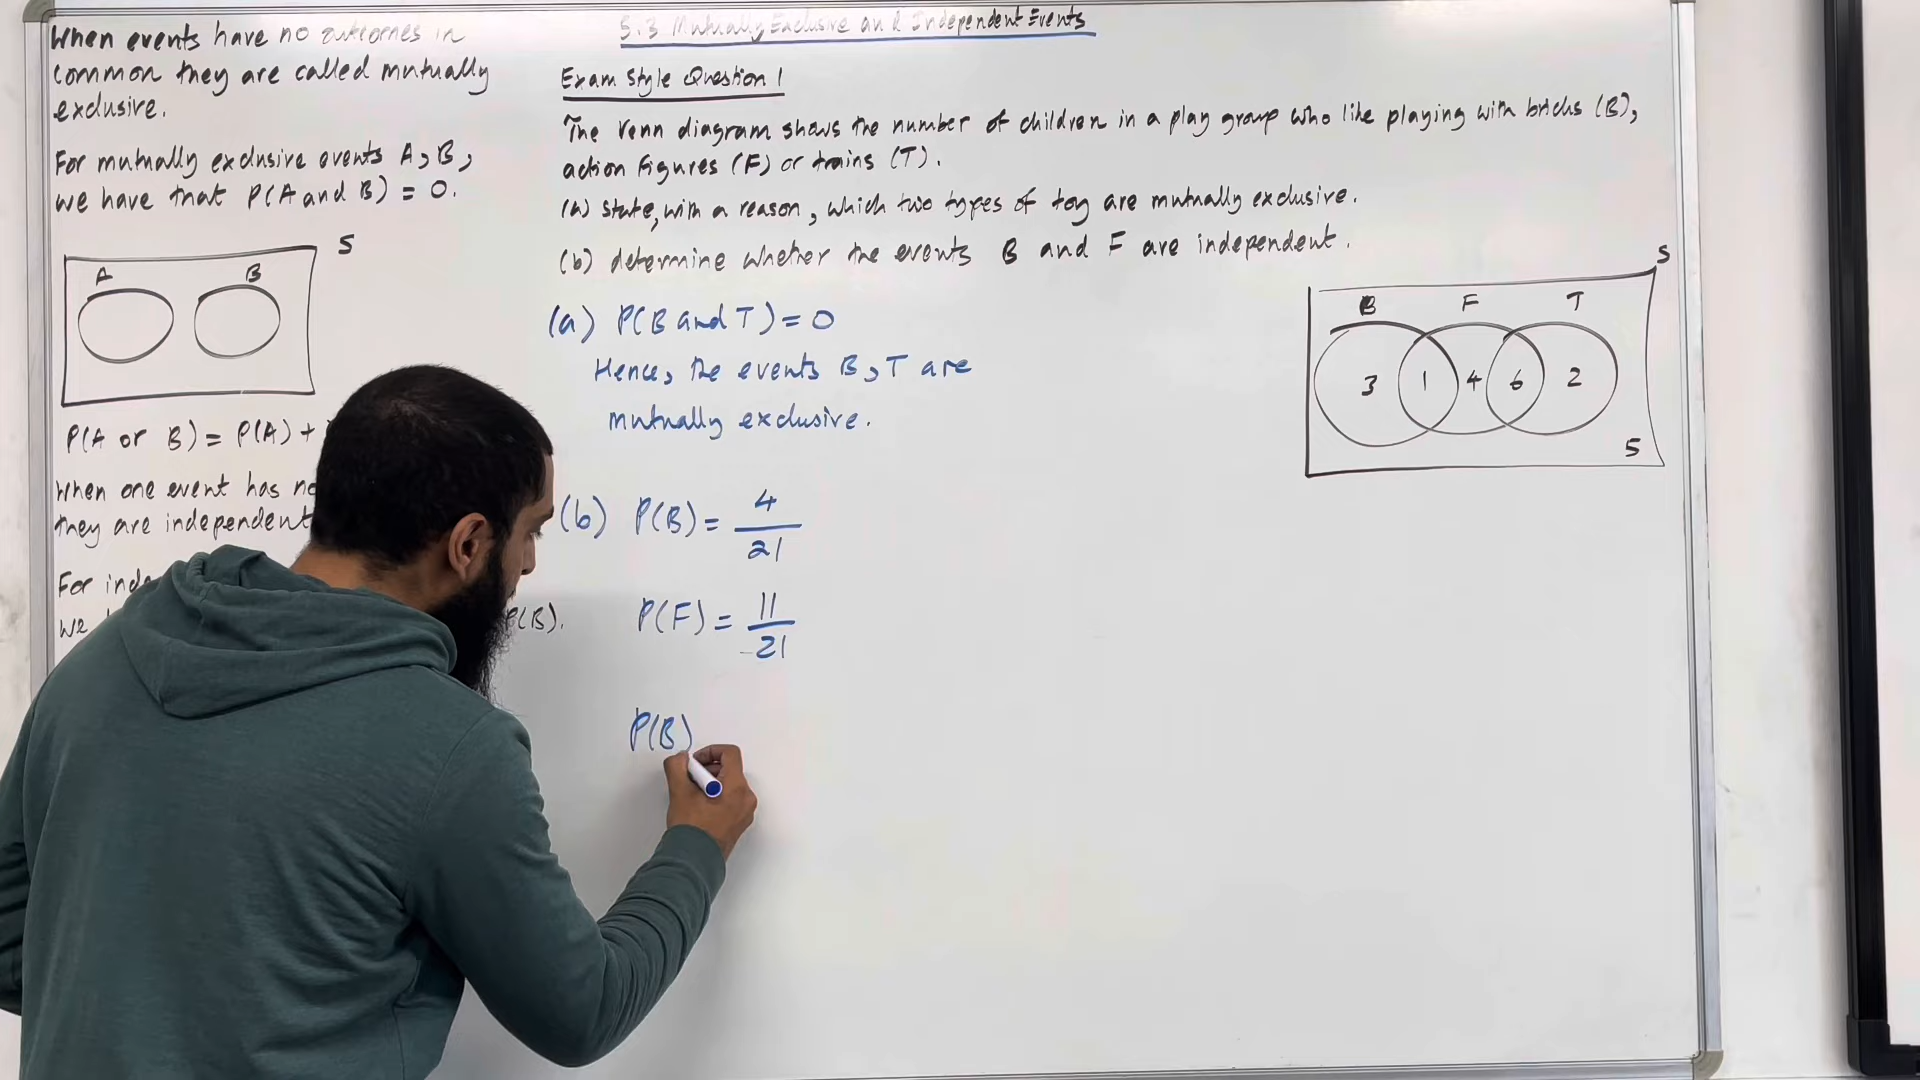 5.3 Mutually Exclusive and Independent Events
When events have no outcomes in
common they are called mutually
exclusive.
For mutually exclusive events A, B,
we have that P(A and B) = 0.
S
A B
P(A or B) = P(A) +
When one event has
they are independent
For
we
P(B).
Exam Style Question 1
The Venn diagram shows the number of children in a play group who like playing with bricks (B),
action figures (F) or trains (T).
(a) state, with a reason, which two types of toy are mutually exclusive.
(b) determine whether the events B and F are independent.
S
B F T
3 1 4 6 2
5
(a) P(B and T) = 0
Hence, the events B, T are
mutually exclusive.
(b) P(B) = 4/21
P(F) = 11/21
P(B)